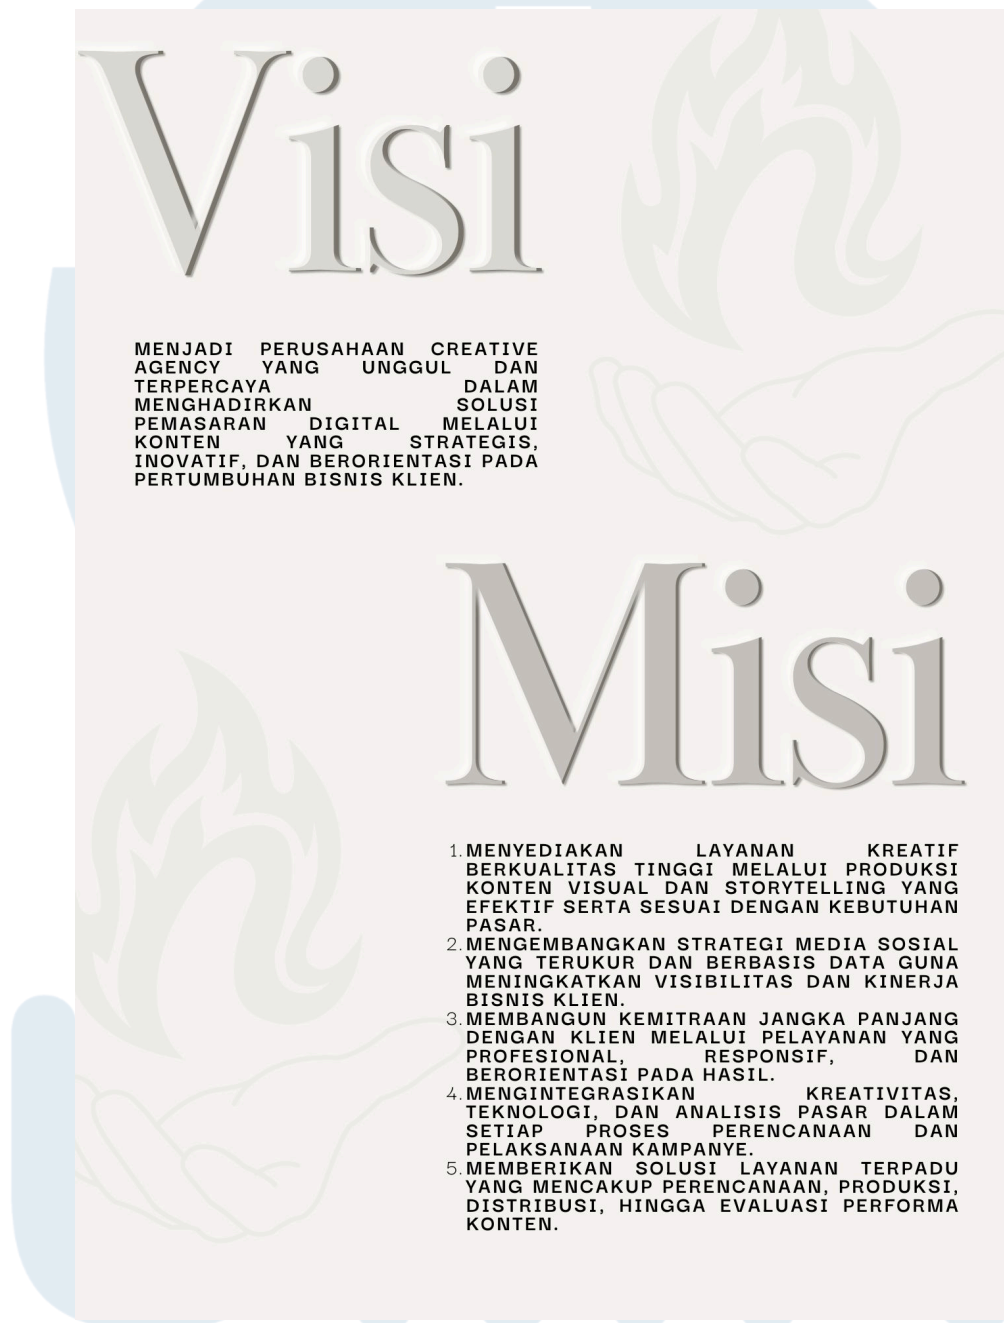 Visi
MENJADI PERUSAHAAN CREATIVE
AGENCY YANG UNGGUL DAN
TERPERCAYA DALAM
MENGHADIRKAN SOLUSI
PEMASARAN DIGITAL MELALUI
KONTEN YANG STRATEGIS,
INOVATIF, DAN BERORIENTASI PADA
PERTUMBUHAN BISNIS KLIEN.
Misi
1. MENYEDIAKAN LAYANAN KREATIF
BERKUALITAS TINGGI MELALUI PRODUKSI
KONTEN VISUAL DAN STORYTELLING YANG
EFEKTIF SERTA SESUAI DENGAN KEBUTUHAN
PASAR.
2. MENGEMBANGKAN STRATEGI MEDIA SOSIAL
YANG TERUKUR DAN BERBASIS DATA GUNA
MENINGKATKAN VISIBILITAS DAN KINERJA
BISNIS KLIEN.
3. MEMBANGUN KEMITRAAN JANGKA PANJANG
DENGAN KLIEN MELALUI PELAYANAN YANG
PROFESIONAL, RESPONSIF, DAN
BERORIENTASI PADA HASIL.
4. MENGINTEGRASIKAN KREATIVITAS,
TEKNOLOGI, DAN ANALISIS PASAR DALAM
SETIAP PROSES PERENCANAAN DAN
PELAKSANAAN KAMPANYE.
5. MEMBERIKAN SOLUSI LAYANAN TERPADU
YANG MENCAKUP PERENCANAAN, PRODUKSI,
DISTRIBUSI, HINGGA EVALUASI PERFORMA
KONTEN.